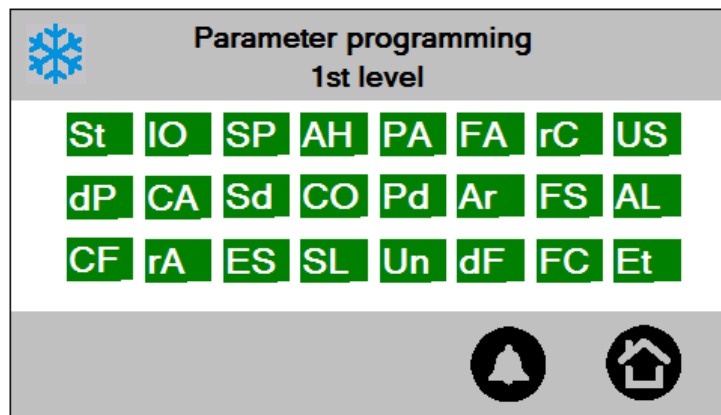 Parameter programming
1st level
St IO SP AH PA FA rC US
dP CA Sd CO Pd Ar FS AL
CF rA ES SL Un dF FC Et